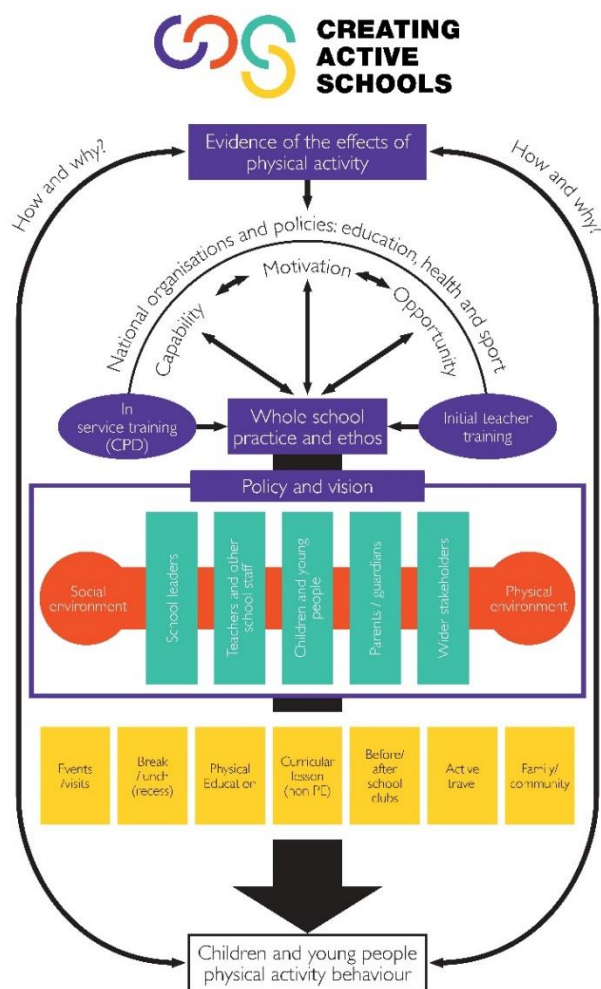 CREATING
ACTIVE
SCHOOLS
Evidence of the effects of
physical activity
How and why?
How and why?
National organisations and policies: education, health and sport
Capability
Motivation
Opportunity
In
service training
(CPD)
Whole school
practice and ethos
Initial teacher
training
Policy and vision
Social
environment
School leaders
Teachers and other
school staff
Children and young
people
Parents / guardians
Wider stakeholders
Physical
environment
Events
/visits
Break
/lunch
(recess)
Physical
Education
Curricular
lesson
(non PE)
Before/
after school
clubs
Active
travel
Family/
community
Children and young people
physical activity behaviour